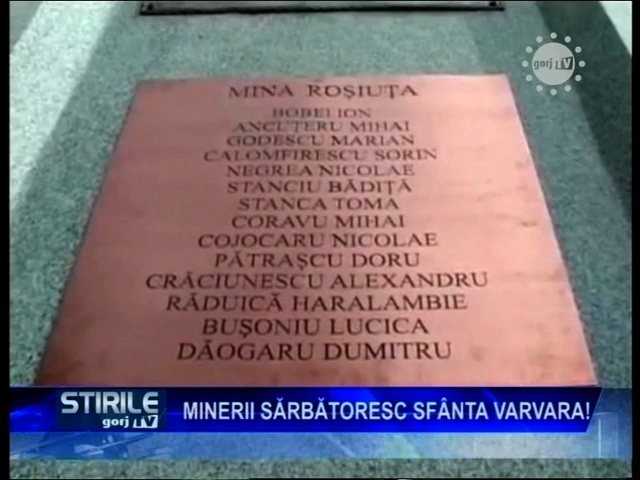 gorj TV
MINA ROȘIUȚA
BOBEI ION
ANCUȚERU MIHAI
GODESCU MARIAN
CALOMFIRESCU SORIN
NEGREA NICOLAE
STANCIU BĂDIȚĂ
STANCA TOMA
CORAVU MIHAI
COJOCARU NICOLAE
PĂTRAȘCU DORU
CRĂCIUNESCU ALEXANDRU
RĂDUICĂ HARALAMBIE
BUȘONIU LUCICA
DĂOGARU DUMITRU
STIRILE
gorj TV
MINERII SĂRBĂTORESC SFÂNTA VARVARA!